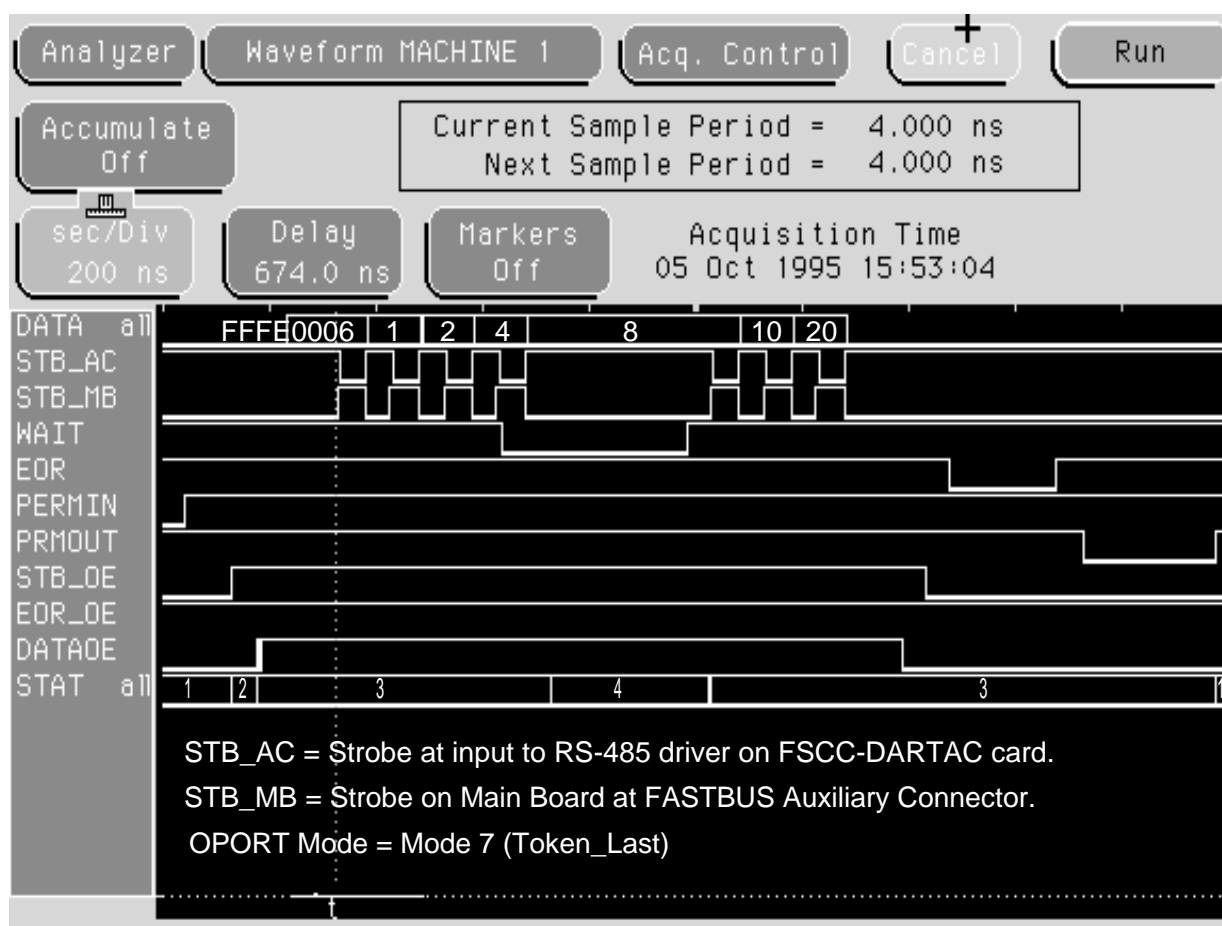 Analyzer Waveform MACHINE 1 Acq. Control Cancel Run
Accumulate
Off
Current Sample Period = 4.000 ns
Next Sample Period = 4.000 ns
sec/Div
200 ns
Delay
674.0 ns
Markers
Off
Acquisition Time
05 Oct 1995 15:53:04
DATA all FFFE0006 1 2 4 8 10 20
STB_AC
STB_MB
WAIT
EOR
PERMIN
PRMOUT
STB_OE
EOR_OE
DATAOE
STAT all 1 2 3 4 3 1
STB_AC = Strobe at input to RS-485 driver on FSCC-DARTAC card.
STB_MB = Strobe on Main Board at FASTBUS Auxiliary Connector.
OPORT Mode = Mode 7 (Token_Last)
t